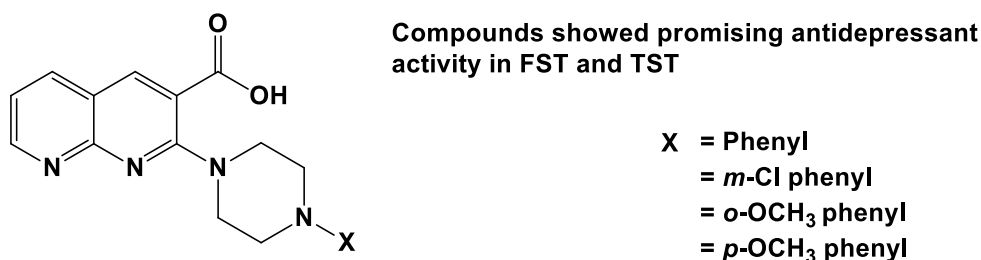 Compounds showed promising antidepressant
activity in FST and TST
O
OH
N
N
N
N
X
X = Phenyl
= m-Cl phenyl
= o-OCH₃ phenyl
= p-OCH₃ phenyl